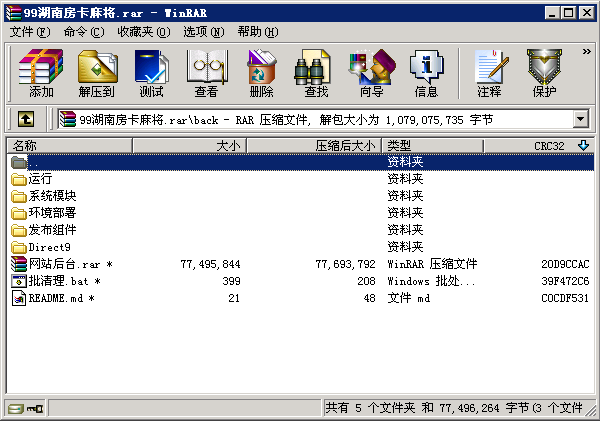 99湖南房卡麻将.rar - WinRAR
文件(F) 命令(C) 收藏夹(O) 选项(N) 帮助(H)
添加 解压到 测试 查看 删除 查找 向导 信息 注释 保护 »
99湖南房卡麻将.rar\back - RAR 压缩文件, 解包大小为 1,079,075,735 字节
名称 大小 压缩后大小 类型 CRC32
.. 资料夹
运行 资料夹
系统模块 资料夹
环境部署 资料夹
发布组件 资料夹
Direct9 资料夹
网站后台.rar * 77,495,844 77,693,792 WinRAR 压缩文件 20D9CCAC
批清理.bat * 399 208 Windows 批处... 39F472C6
README.md * 21 48 文件 md C0CDF531
共有 5 个文件夹 和 77,496,264 字节(3 个文件